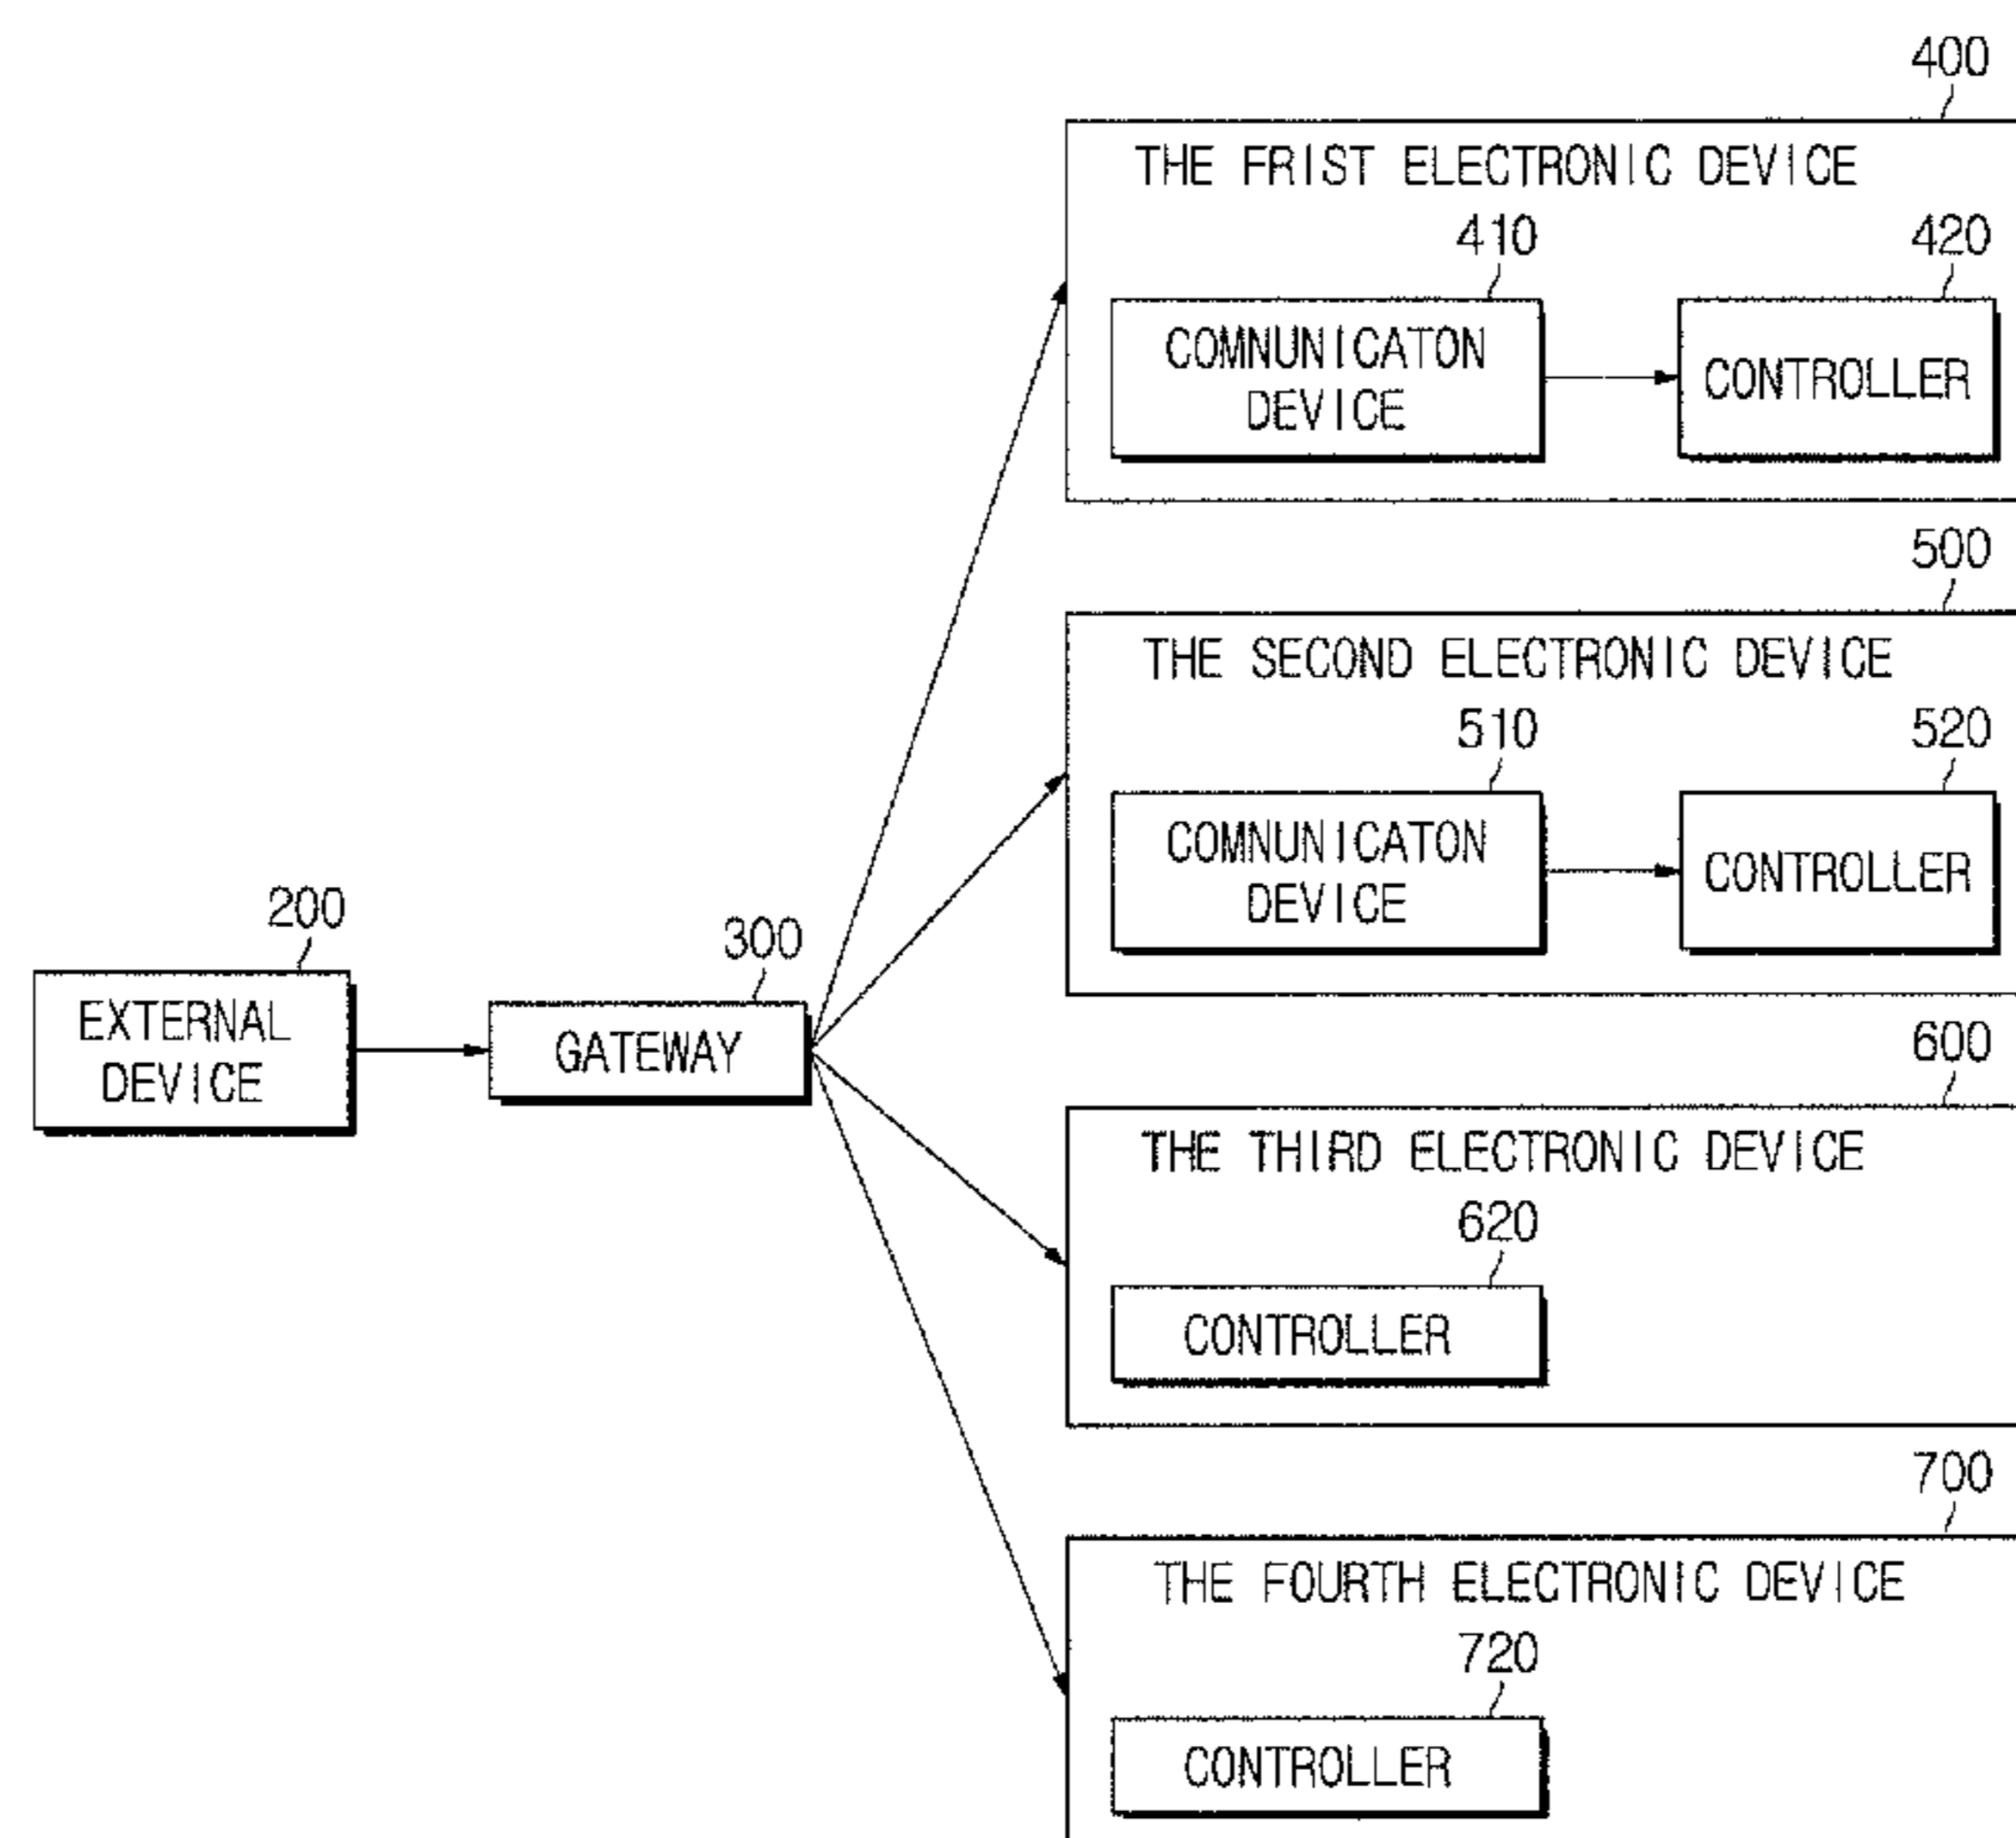 400
THE FRIST ELECTRONIC DEVICE
410
420
COMNUNICATON
DEVICE
CONTROLLER
500
THE SECOND ELECTRONIC DEVICE
510
520
COMNUNICATON
DEVICE
CONTROLLER
200
EXTERNAL
DEVICE
300
GATEWAY
600
THE THIRD ELECTRONIC DEVICE
620
CONTROLLER
700
THE FOURTH ELECTRONIC DEVICE
720
CONTROLLER